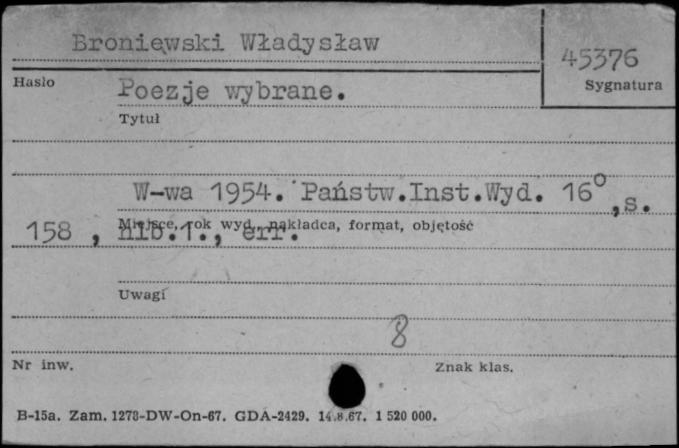 Broniewski Władysław
45376
Hasło
Sygnatura
Poezje wybrane.
Tytuł
W-wa 1954. Państw.Inst.Wyd. 16°,s.
Miejsce, rok wyd., nakładca, format, objętość
158, nlb.1., err.
Uwagi
8
Nr inw.
Znak klas.
B-15a. Zam. 1278-DW-On-67. GDA-2429. 14.8.67. 1 520 000.